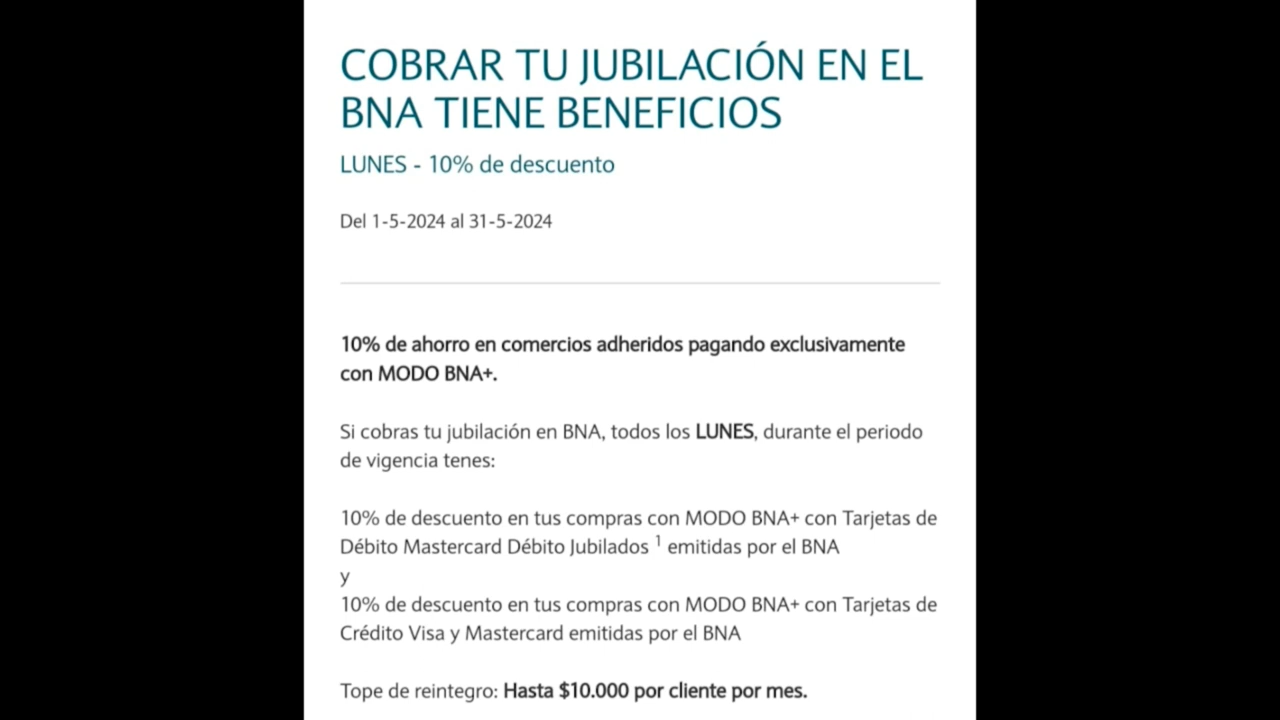 COBRAR TU JUBILACIÓN EN EL
BNA TIENE BENEFICIOS
LUNES - 10% de descuento
Del 1-5-2024 al 31-5-2024
10% de ahorro en comercios adheridos pagando exclusivamente
con MODO BNA+.
Si cobras tu jubilación en BNA, todos los LUNES, durante el periodo
de vigencia tenes:
10% de descuento en tus compras con MODO BNA+ con Tarjetas de
Débito Mastercard Débito Jubilados 1 emitidas por el BNA
y
10% de descuento en tus compras con MODO BNA+ con Tarjetas de
Crédito Visa y Mastercard emitidas por el BNA
Tope de reintegro: Hasta $10.000 por cliente por mes.